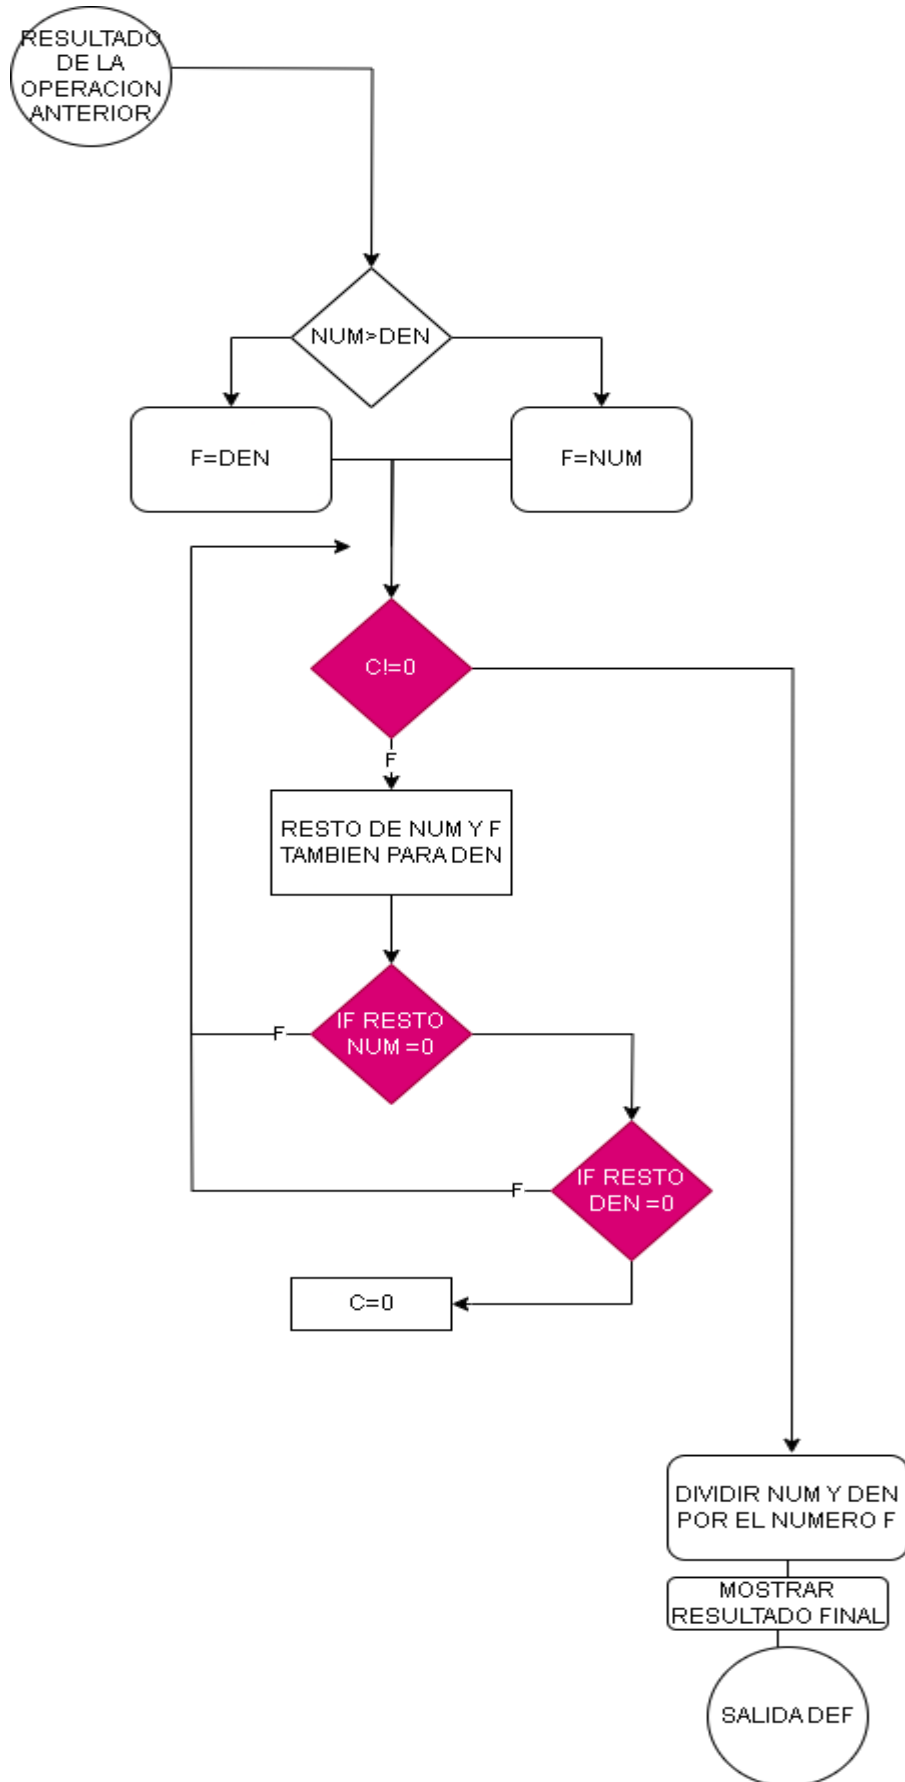 RESULTADO
DE LA
OPERACION
ANTERIOR
NUM>DEN
F=DEN
F=NUM
C!=0
F
RESTO DE NUM Y F
TAMBIEN PARA DEN
IF RESTO
NUM =0
F
IF RESTO
DEN =0
F
C=0
DIVIDIR NUM Y DEN
POR EL NUMERO F
MOSTRAR
RESULTADO FINAL
SALIDA DEF